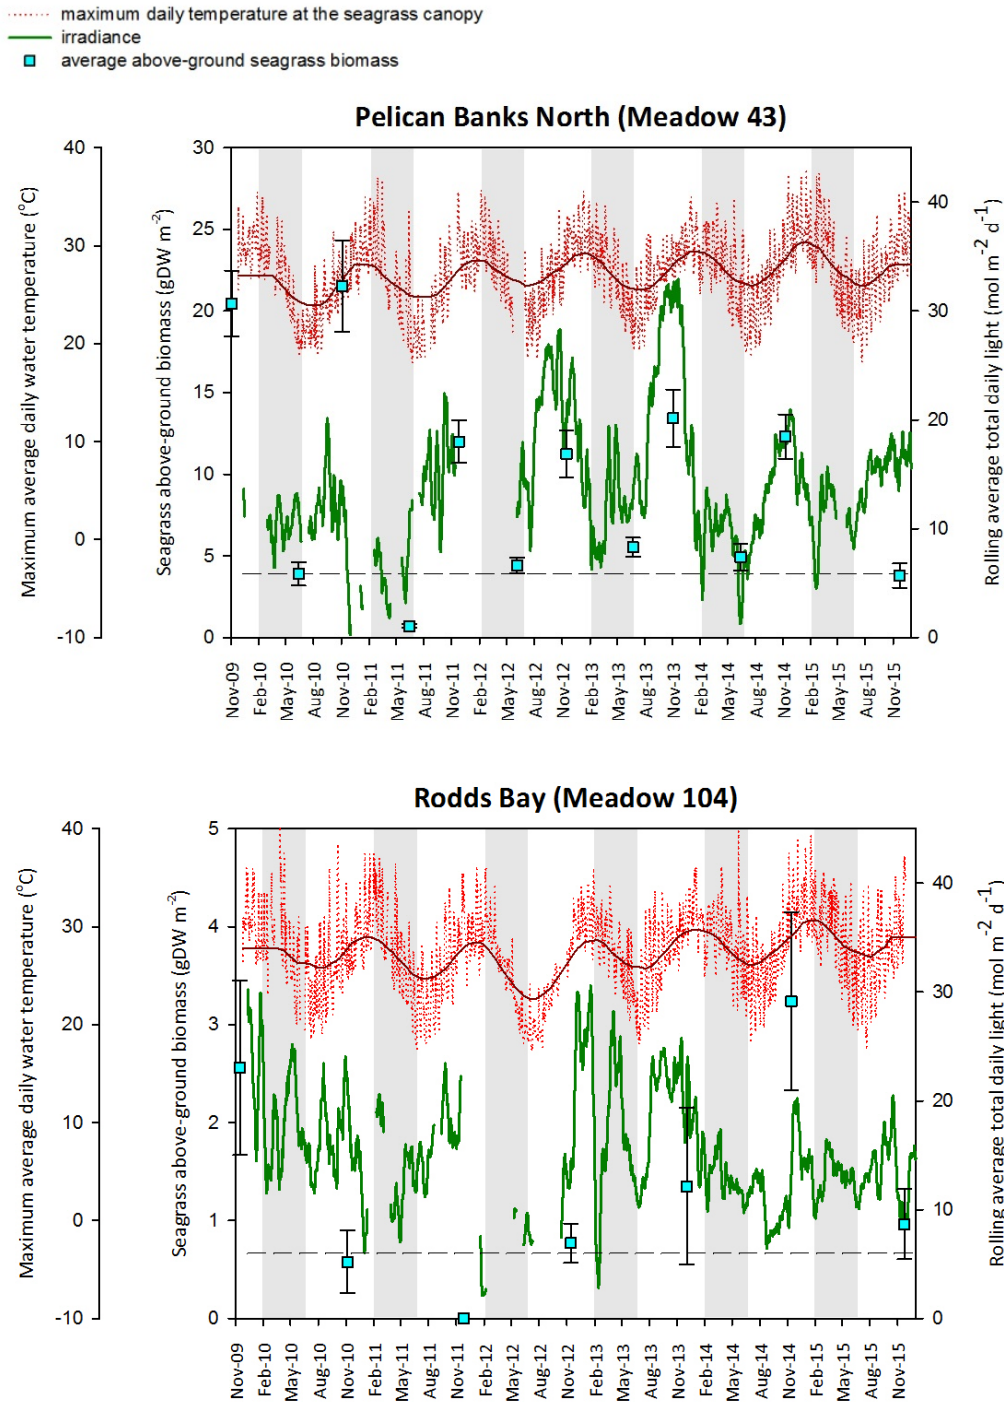 maximum daily temperature at the seagrass canopy
irradiance
average above-ground seagrass biomass
Pelican Banks North (Meadow 43)
Maximum average daily water temperature (°C)
40
30
20
10
0
-10
Seagrass above-ground biomass (gDW m-2)
30
25
20
15
10
5
0
40
30
20
10
0
Rolling average total daily light (mol m-2 d-1)
Nov-09
Feb-10
May-10
Aug-10
Nov-10
Feb-11
May-11
Aug-11
Nov-11
Feb-12
May-12
Aug-12
Nov-12
Feb-13
May-13
Aug-13
Nov-13
Feb-14
May-14
Aug-14
Nov-14
Feb-15
May-15
Aug-15
Nov-15
Rodds Bay (Meadow 104)
Maximum average daily water temperature (°C)
40
30
20
10
0
-10
Seagrass above-ground biomass (gDW m-2)
5
4
3
2
1
0
40
30
20
10
0
Rolling average total daily light (mol m-2 d-1)
Nov-09
Feb-10
May-10
Aug-10
Nov-10
Feb-11
May-11
Aug-11
Nov-11
Feb-12
May-12
Aug-12
Nov-12
Feb-13
May-13
Aug-13
Nov-13
Feb-14
May-14
Aug-14
Nov-14
Feb-15
May-15
Aug-15
Nov-15